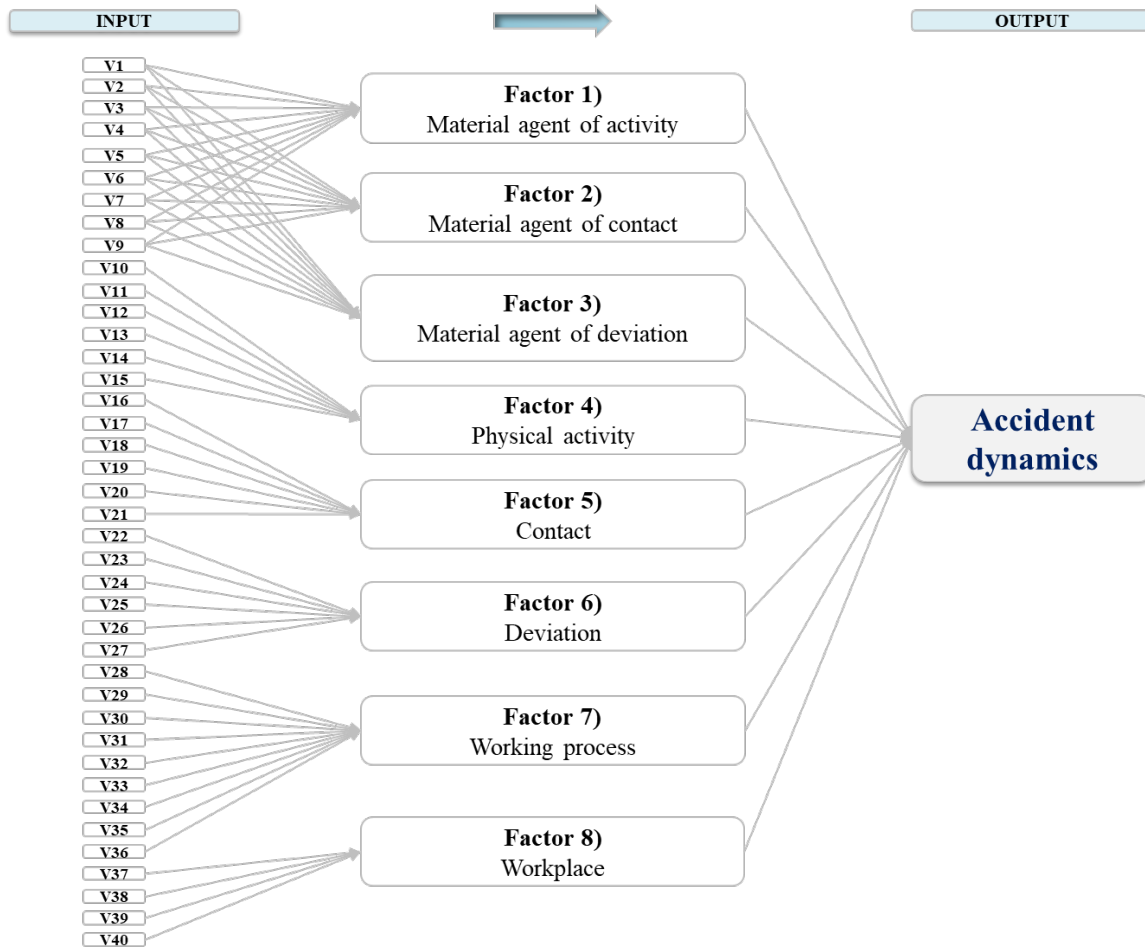 INPUT
OUTPUT
V1
V2
V3
V4
V5
V6
V7
V8
V9
V10
V11
V12
V13
V14
V15
V16
V17
V18
V19
V20
V21
V22
V23
V24
V25
V26
V27
V28
V29
V30
V31
V32
V33
V34
V35
V36
V37
V38
V39
V40
Factor 1)
Material agent of activity
Factor 2)
Material agent of contact
Factor 3)
Material agent of deviation
Factor 4)
Physical activity
Factor 5)
Contact
Factor 6)
Deviation
Factor 7)
Working process
Factor 8)
Workplace
Accident
dynamics